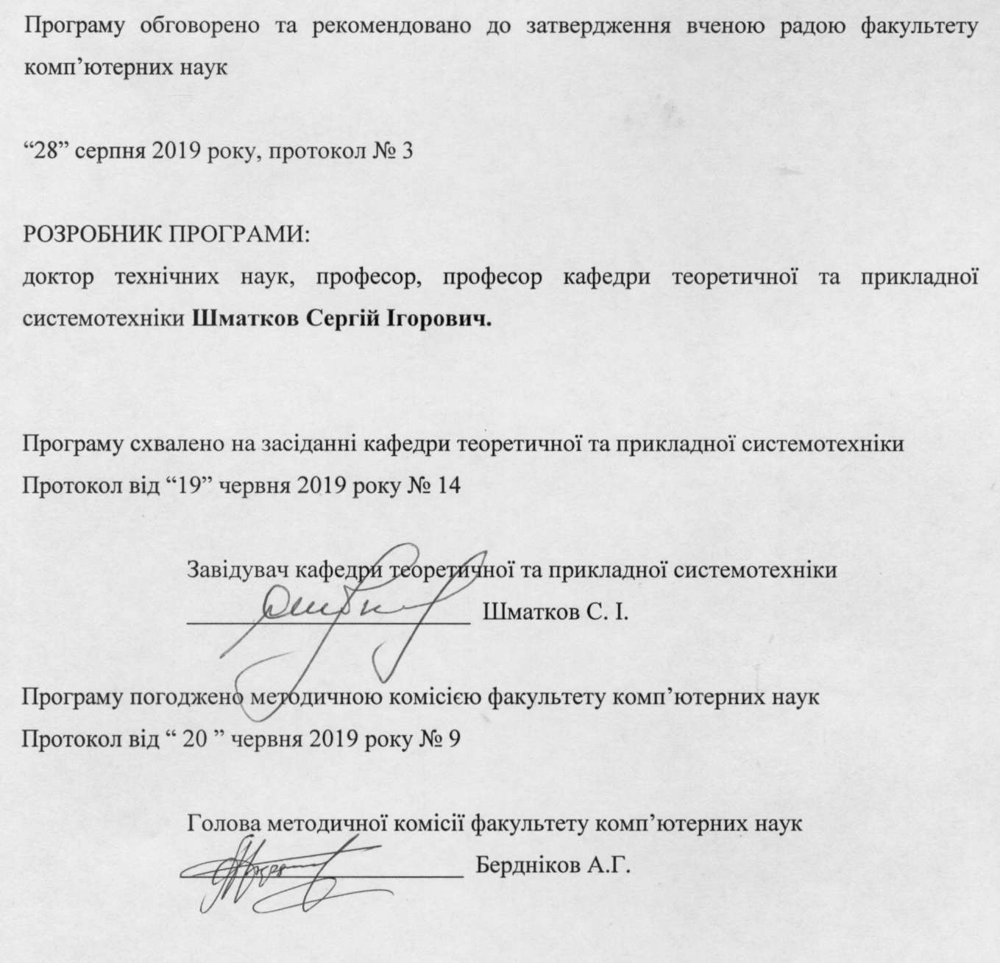 Програму обговорено та рекомендовано до затвердження вченою радою факультету
комп’ютерних наук
“28” серпня 2019 року, протокол № 3
РОЗРОБНИК ПРОГРАМИ:
доктор технічних наук, професор, професор кафедри теоретичної та прикладної
системотехніки Шматков Сергій Ігорович.
Програму схвалено на засіданні кафедри теоретичної та прикладної системотехніки
Протокол від “19” червня 2019 року № 14
Завідувач кафедри теоретичної та прикладної системотехніки
Шматков С. І.
Програму погоджено методичною комісією факультету комп’ютерних наук
Протокол від “ 20 ” червня 2019 року № 9
Голова методичної комісії факультету комп’ютерних наук
Бердніков А.Г.